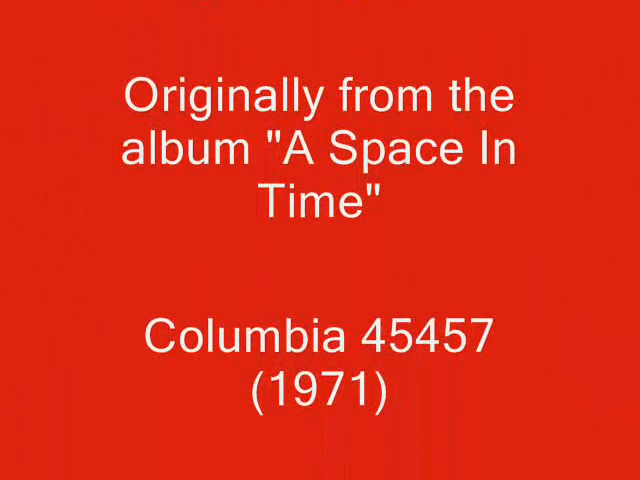 Originally from the
album "A Space In
Time"
Columbia 45457
(1971)